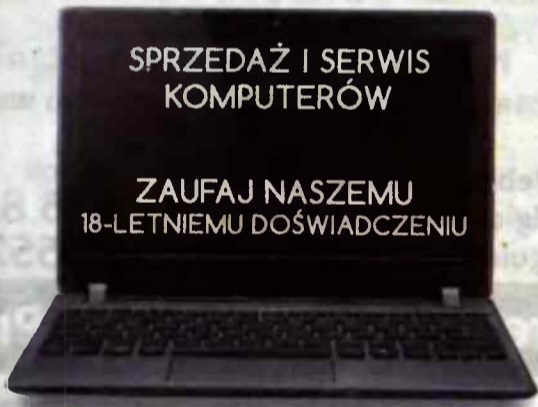 SPRZEDAŻ I SERWIS
KOMPUTERÓW
ZAUFAJ NASZEMU
18-LETNIEMU DOŚWIADCZENIU